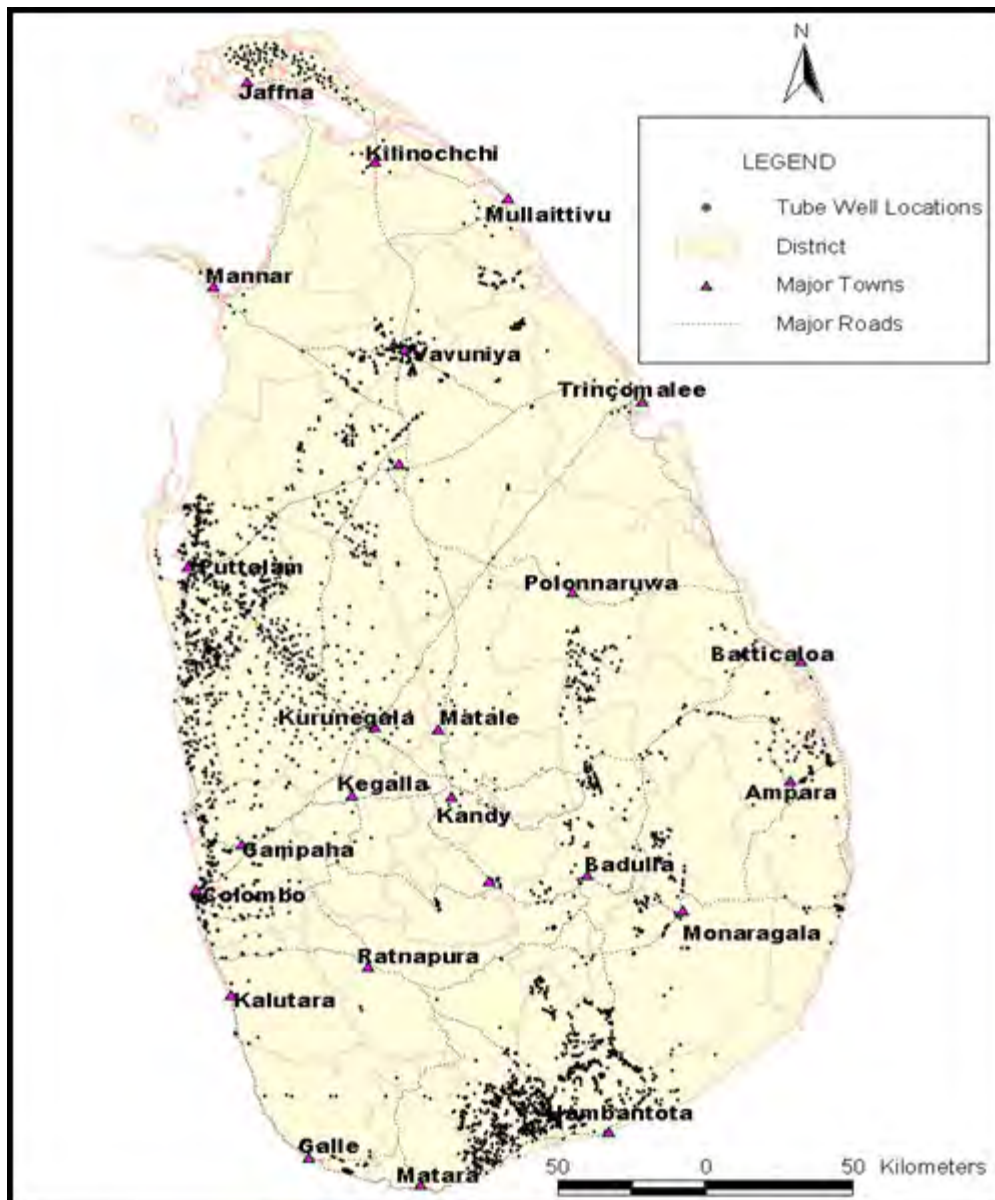 N
Jaffna
Kilinochchi
Mullaittivu
Mannar
Vavuniya
Trincomalee
LEGEND
Tube Well Locations
District
Major Towns
Major Roads
Puttalam
Polonnaruwa
Batticaloa
Kurunegala
Matale
Kegalla
Kandy
Ampara
Gampaha
Badulla
Colombo
Monaragala
Ratnapura
Kalutara
Hambantota
Galle
Matara
50 0 50 Kilometers